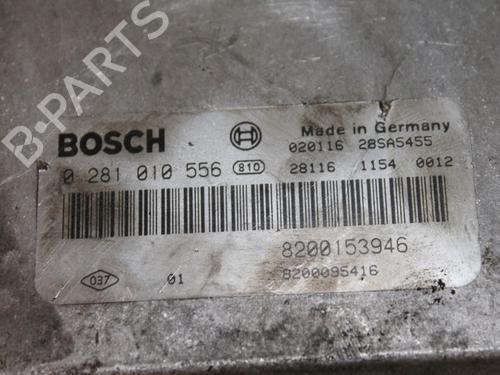 B-PARTS
BOSCH
Made in Germany
020116 28SA5455
0 281 010 556 810 28116 1154 0012
8200153946
037 01 8200095416